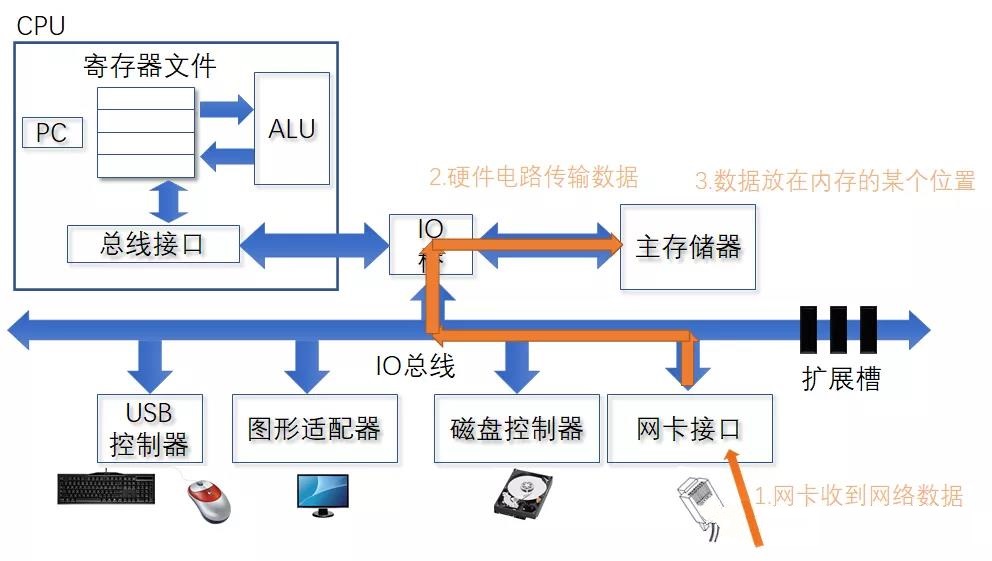 CPU
寄存器文件
PC
ALU
总线接口
2.硬件电路传输数据
3.数据放在内存的某个位置
IO
主存储器
IO总线
扩展槽
USB
控制器
图形适配器
磁盘控制器
网卡接口
1.网卡收到网络数据